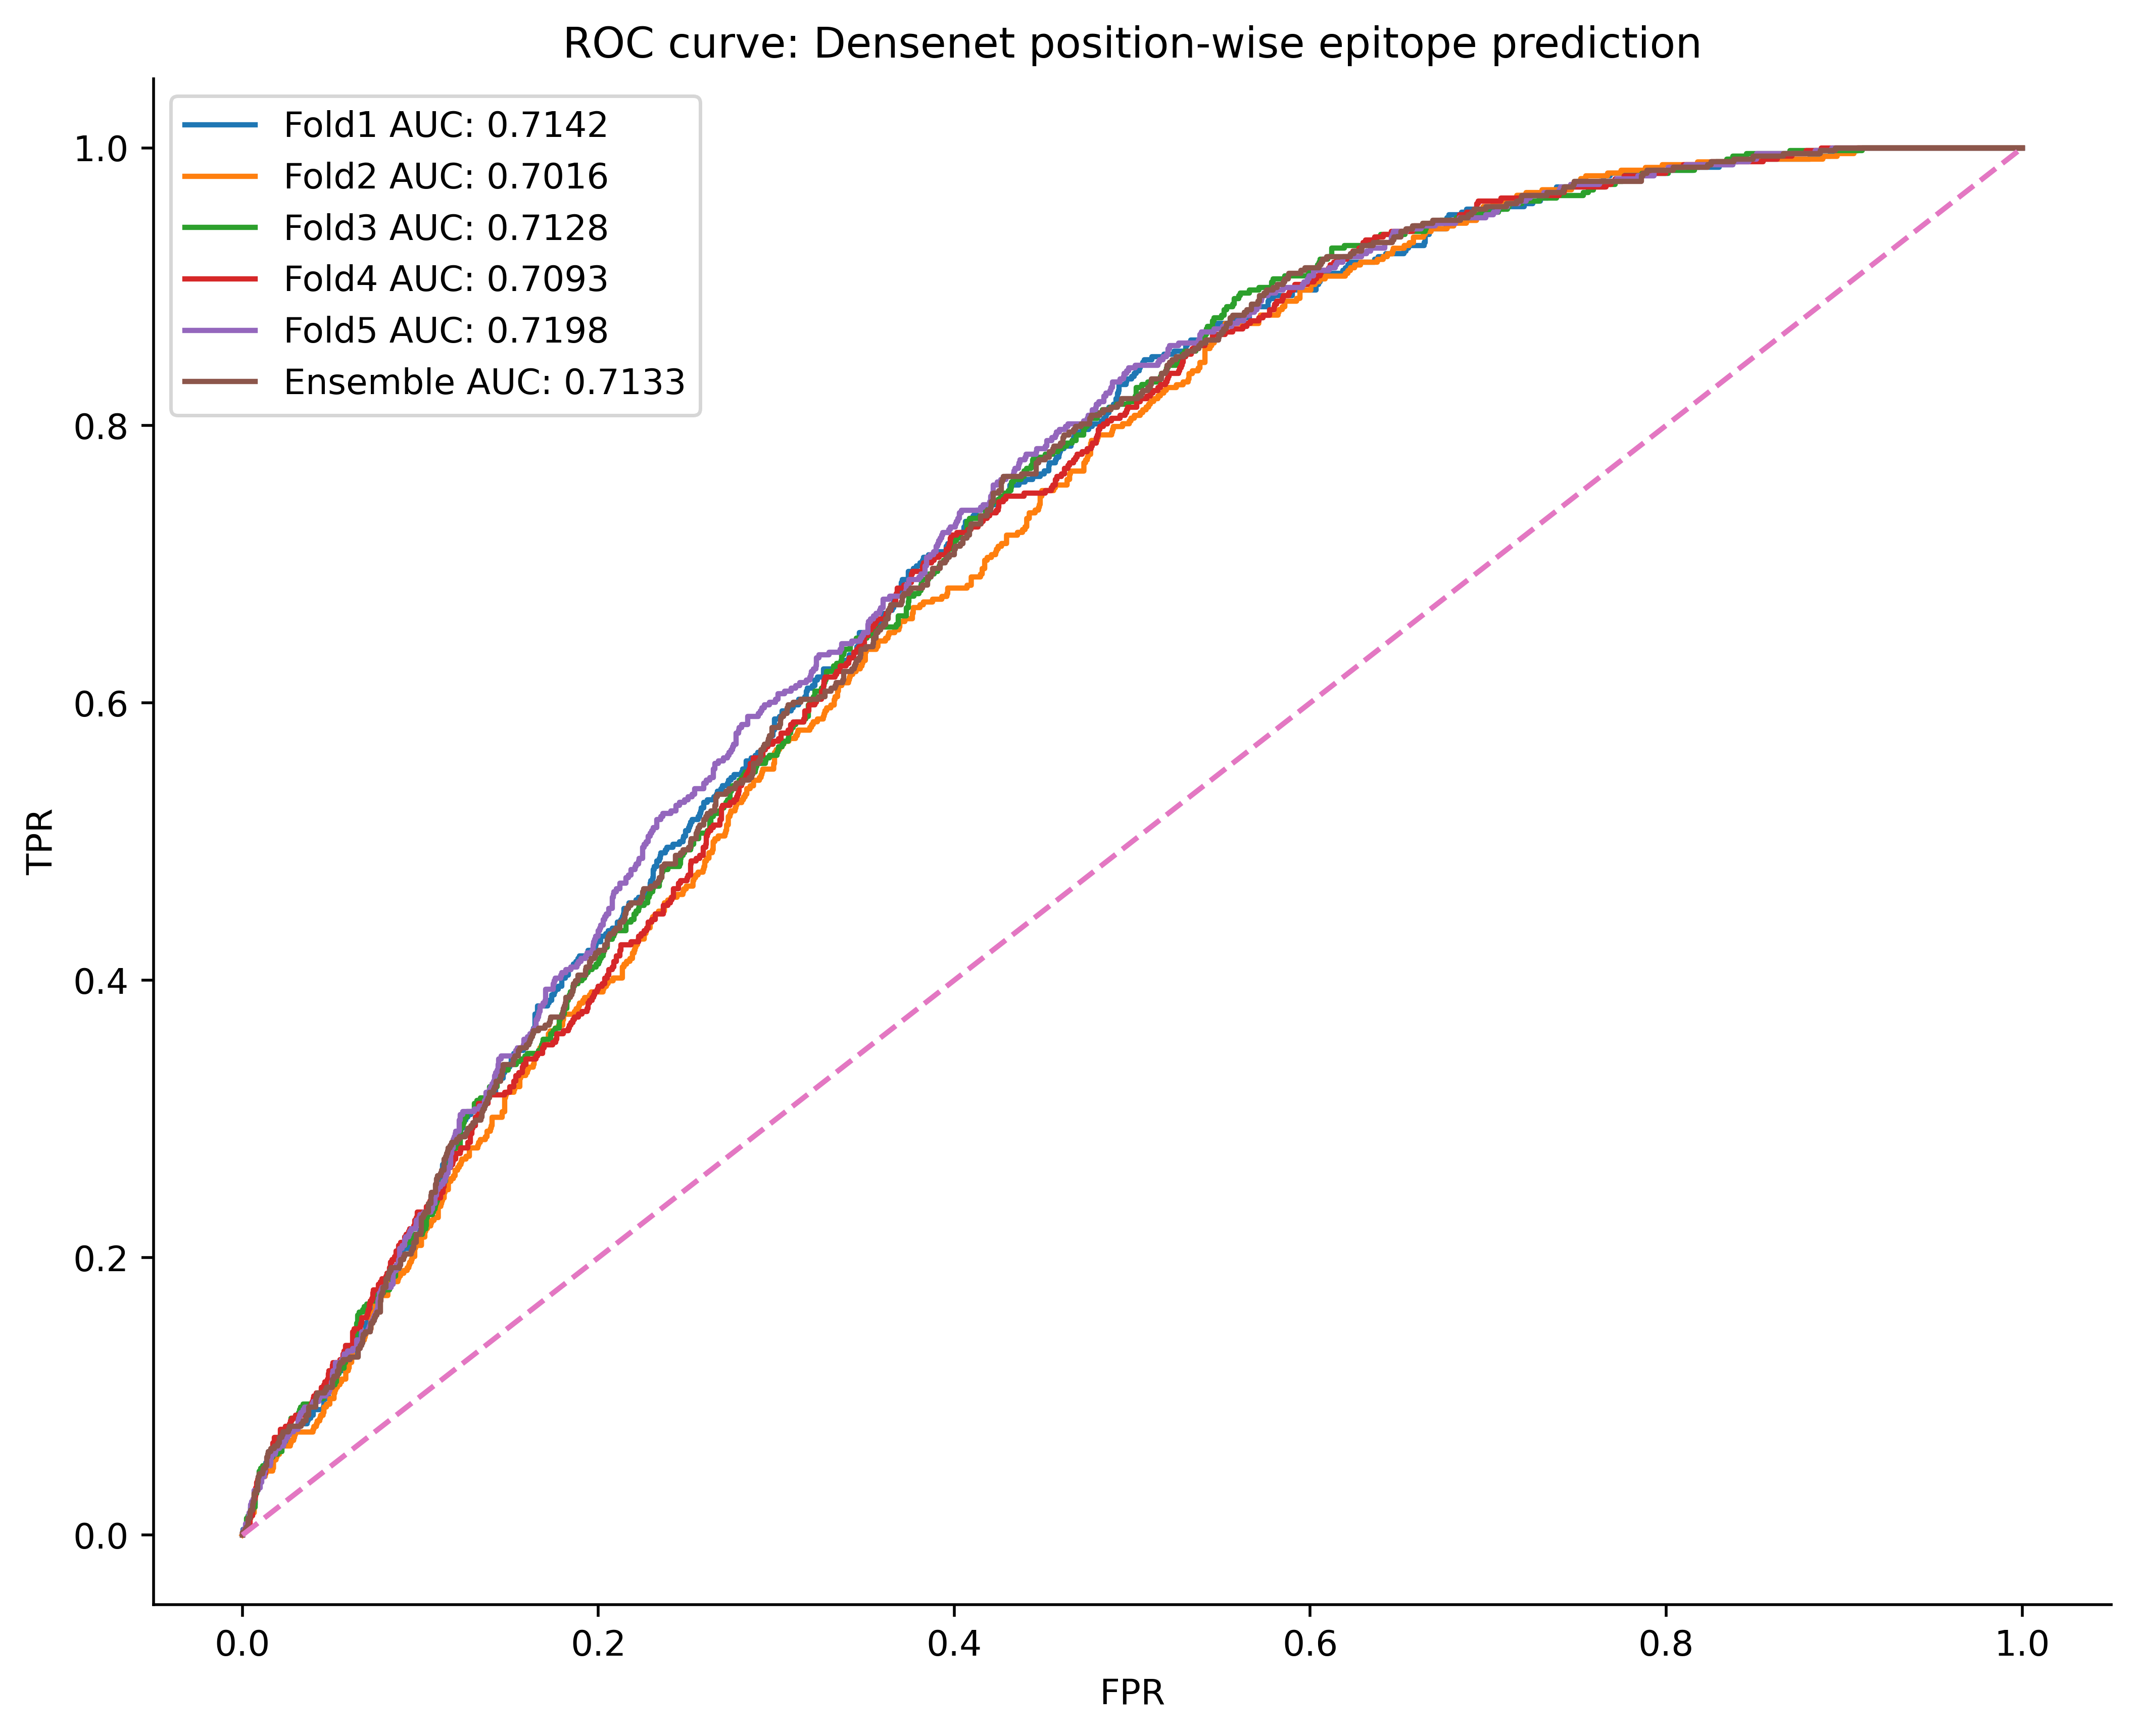 ROC curve: Densenet position-wise epitope prediction
Fold1 AUC: 0.7142
Fold2 AUC: 0.7016
Fold3 AUC: 0.7128
Fold4 AUC: 0.7093
Fold5 AUC: 0.7198
Ensemble AUC: 0.7133
1.0
0.8
0.6
0.4
0.2
0.0
TPR
0.0 0.2 0.4 0.6 0.8 1.0
FPR